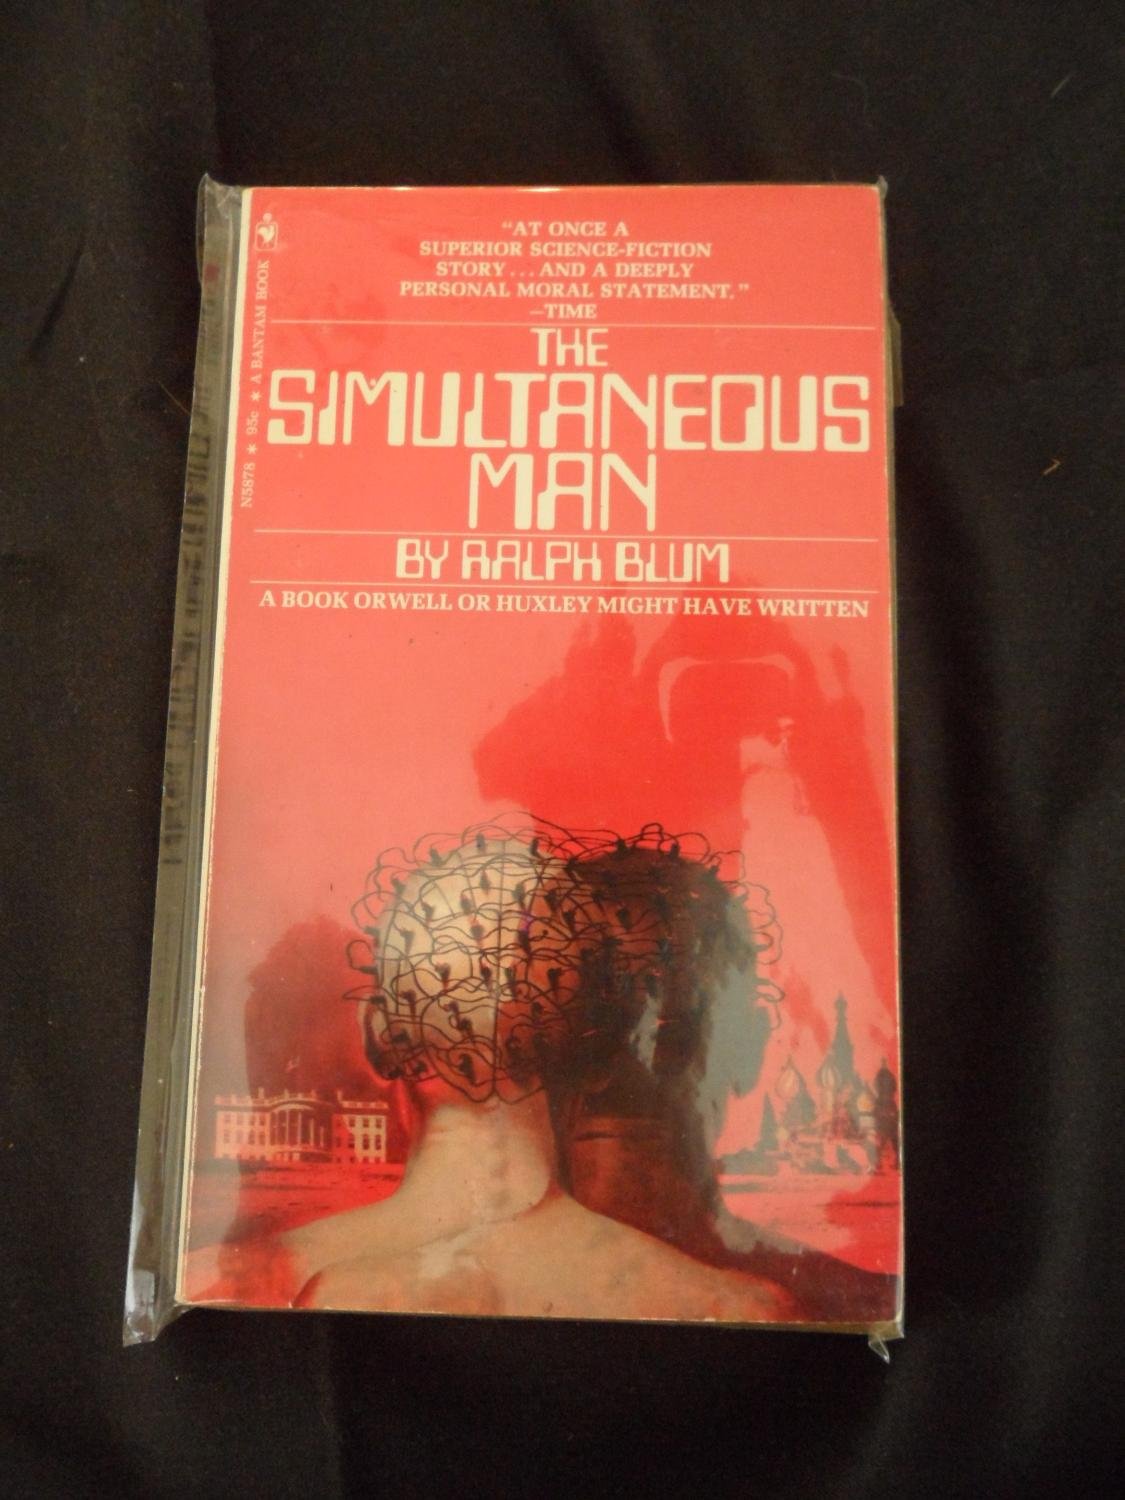 "AT ONCE A
SUPERIOR SCIENCE-FICTION
STORY...AND A DEEPLY
PERSONAL MORAL STATEMENT."
—TIME
THE
SIMULTANEOUS
MAN
BY RALPH BLUM
A BOOK ORWELL OR HUXLEY MIGHT HAVE WRITTEN
N5878 * 95c * A BANTAM BOOK